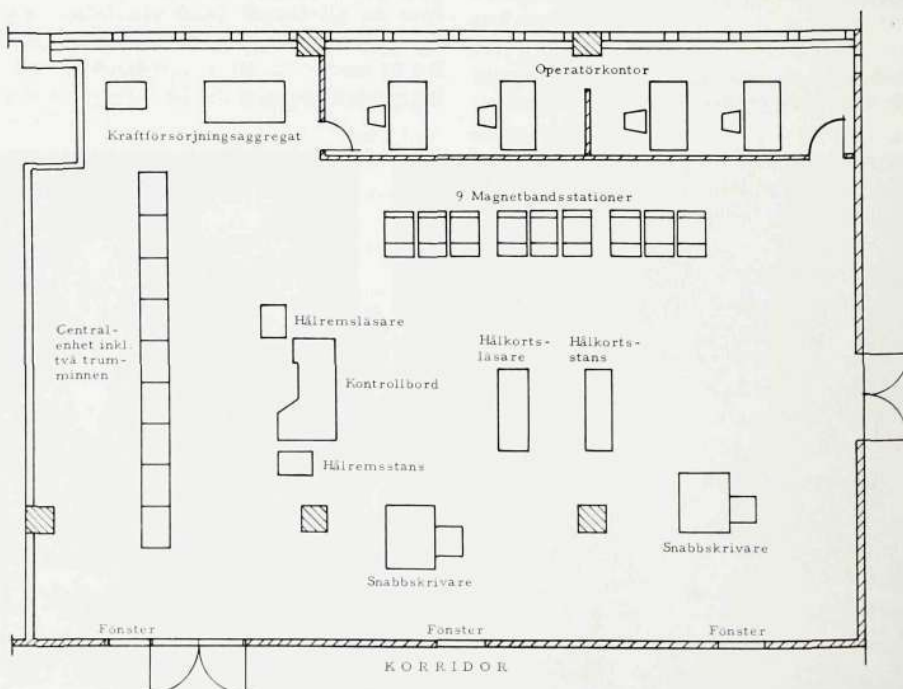 Operatörkontor
Kraftförsörjningsaggregat
9 Magnetbandsstationer
Central-
enhet inkl.
två trum-
minnen
Hålremsläsare
Hålkorts-
läsare
Hålkorts-
stans
Kontrollbord
Hålremsstans
Snabbskrivare
Snabbskrivare
Fönster
Fönster
Fönster
KORRIDOR